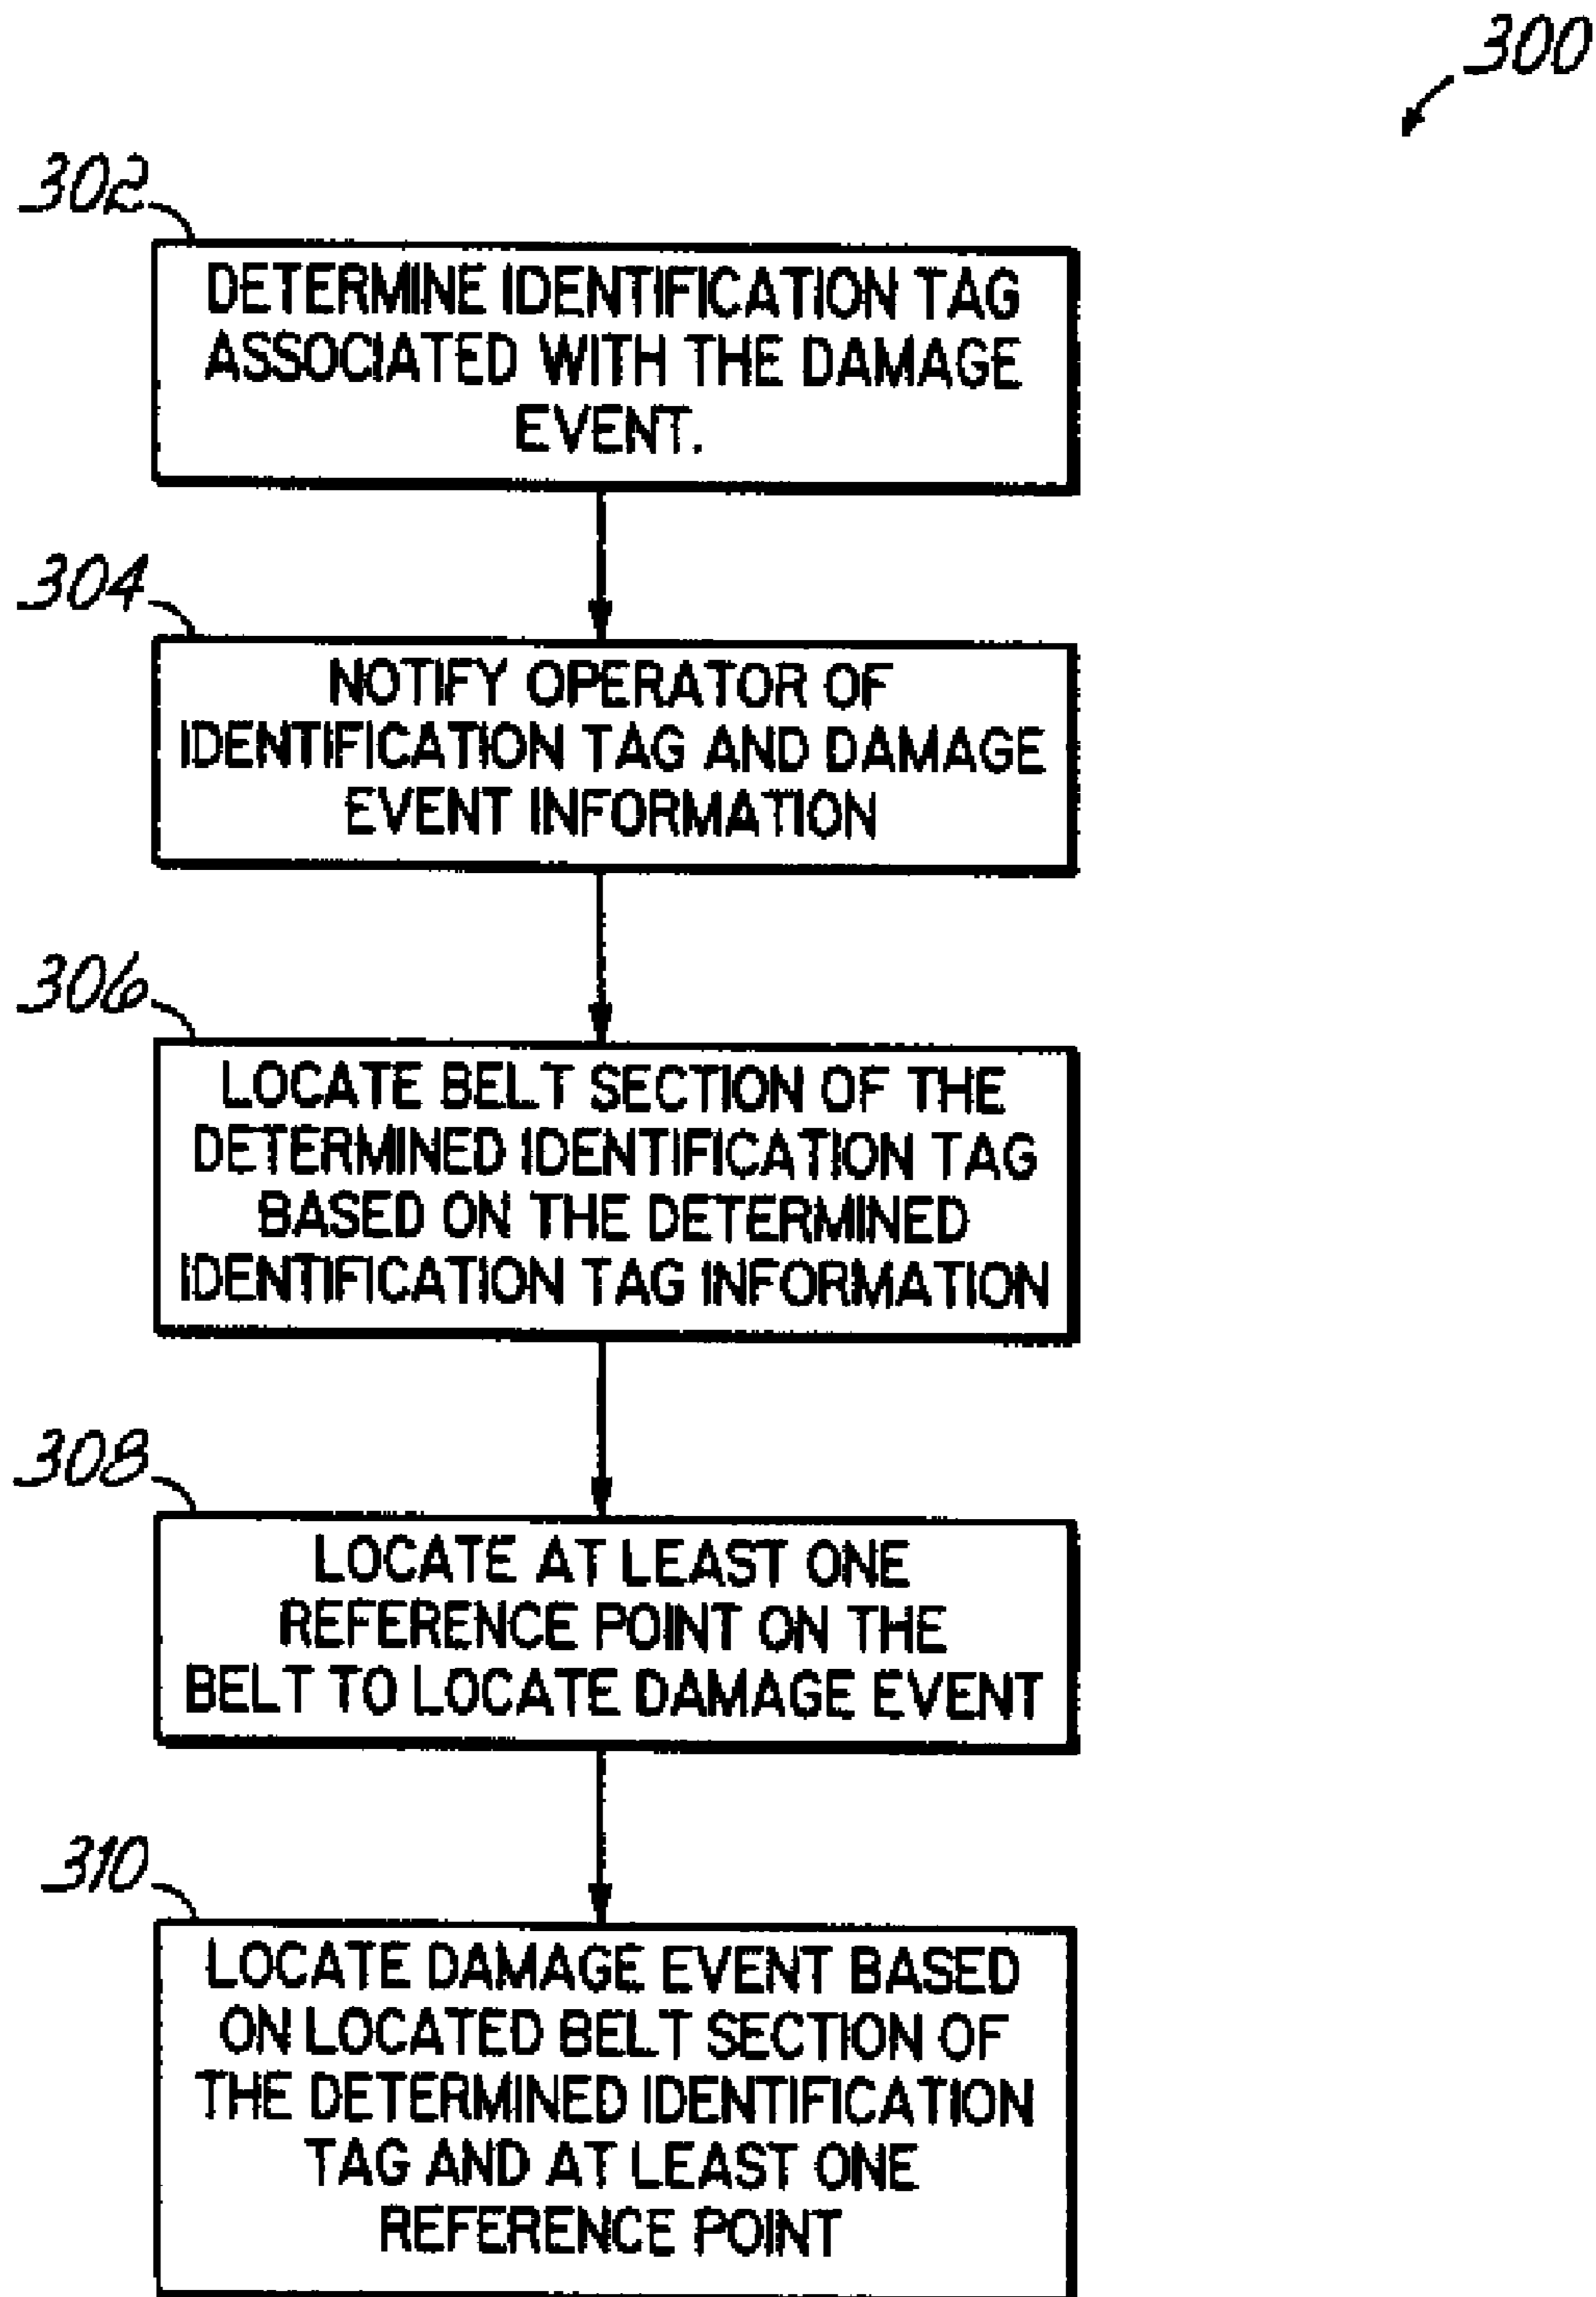 300
302
DETERMINE IDENTIFICATION TAG
ASSOCIATED WITH THE DAMAGE
EVENT.
304
NOTIFY OPERATOR OF
IDENTIFICATION TAG AND DAMAGE
EVENT INFORMATION
306
LOCATE BELT SECTION OF THE
DETERMINED IDENTIFICATION TAG
BASED ON THE DETERMINED
IDENTIFICATION TAG INFORMATION
308
LOCATE AT LEAST ONE
REFERENCE POINT ON THE
BELT TO LOCATE DAMAGE EVENT
310
LOCATE DAMAGE EVENT BASED
ON LOCATED BELT SECTION OF
THE DETERMINED IDENTIFICATION
TAG AND AT LEAST ONE
REFERENCE POINT